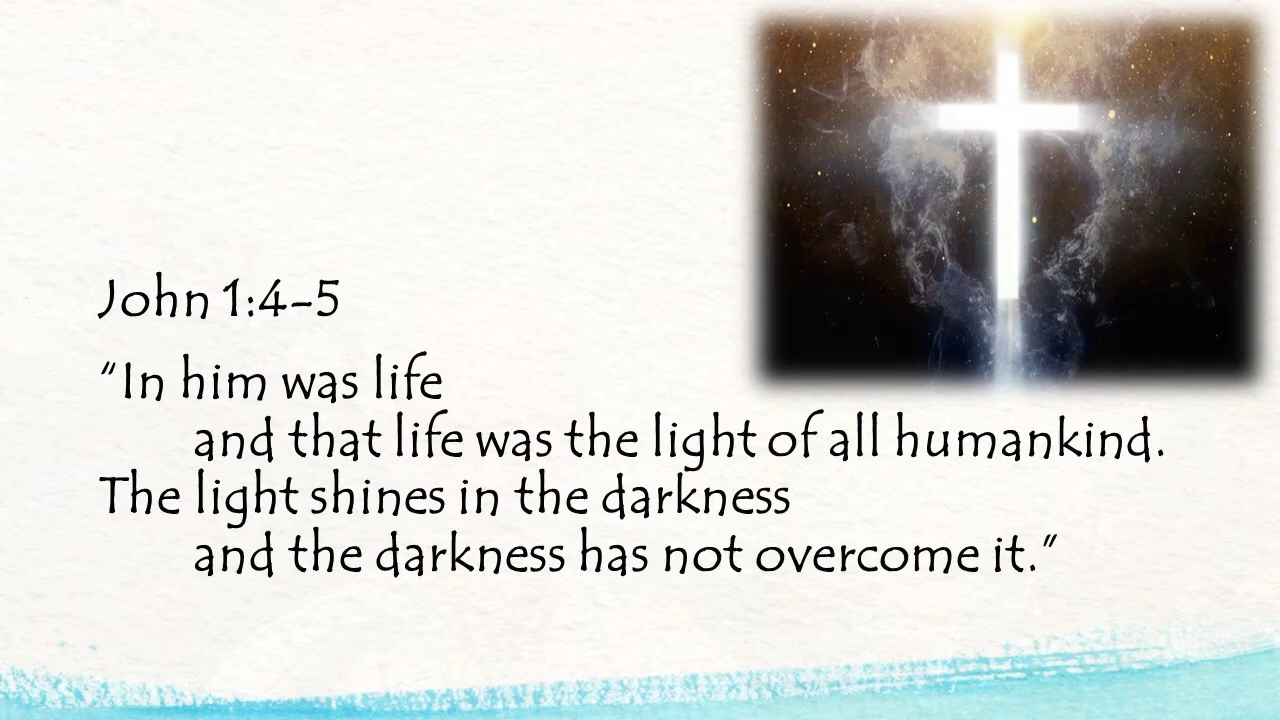 John 1:4-5
“In him was life
and that life was the light of all humankind.
The light shines in the darkness
and the darkness has not overcome it.”